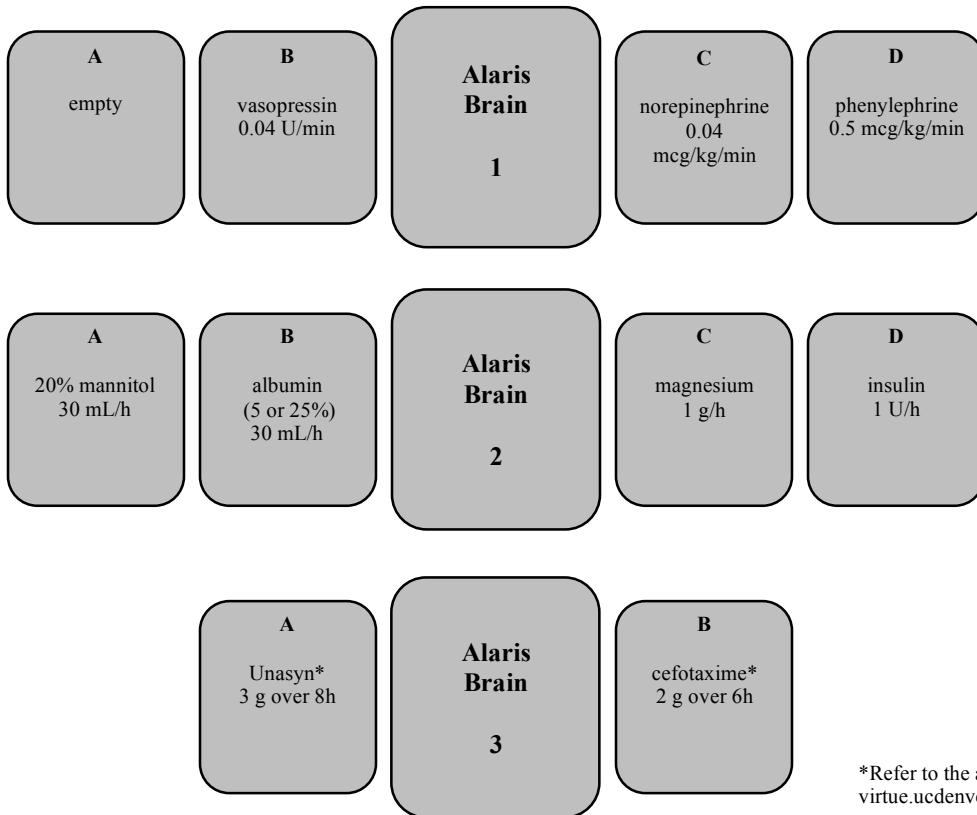 A
empty
B
vasopressin
0.04 U/min
Alaris
Brain
1
C
norepinephrine
0.04
mcg/kg/min
D
phenylephrine
0.5 mcg/kg/min
A
20% mannitol
30 mL/h
B
albumin
(5 or 25%)
30 mL/h
Alaris
Brain
2
C
magnesium
1 g/h
D
insulin
1 U/h
A
Unasyn*
3 g over 8h
Alaris
Brain
3
B
cefotaxime*
2 g over 6h
*Refer to the